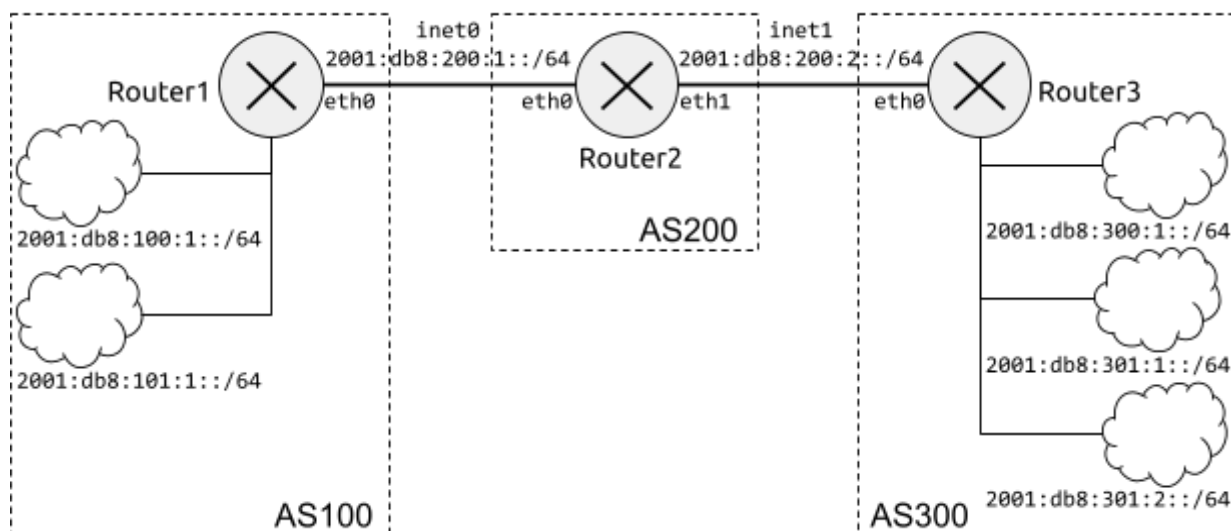 inet0
inet1
2001:db8:200:1::/64
2001:db8:200:2::/64
Router1
eth0
eth0
eth1
eth0
Router3
Router2
2001:db8:100:1::/64
AS200
2001:db8:300:1::/64
2001:db8:101:1::/64
2001:db8:301:1::/64
2001:db8:301:2::/64
AS100
AS300